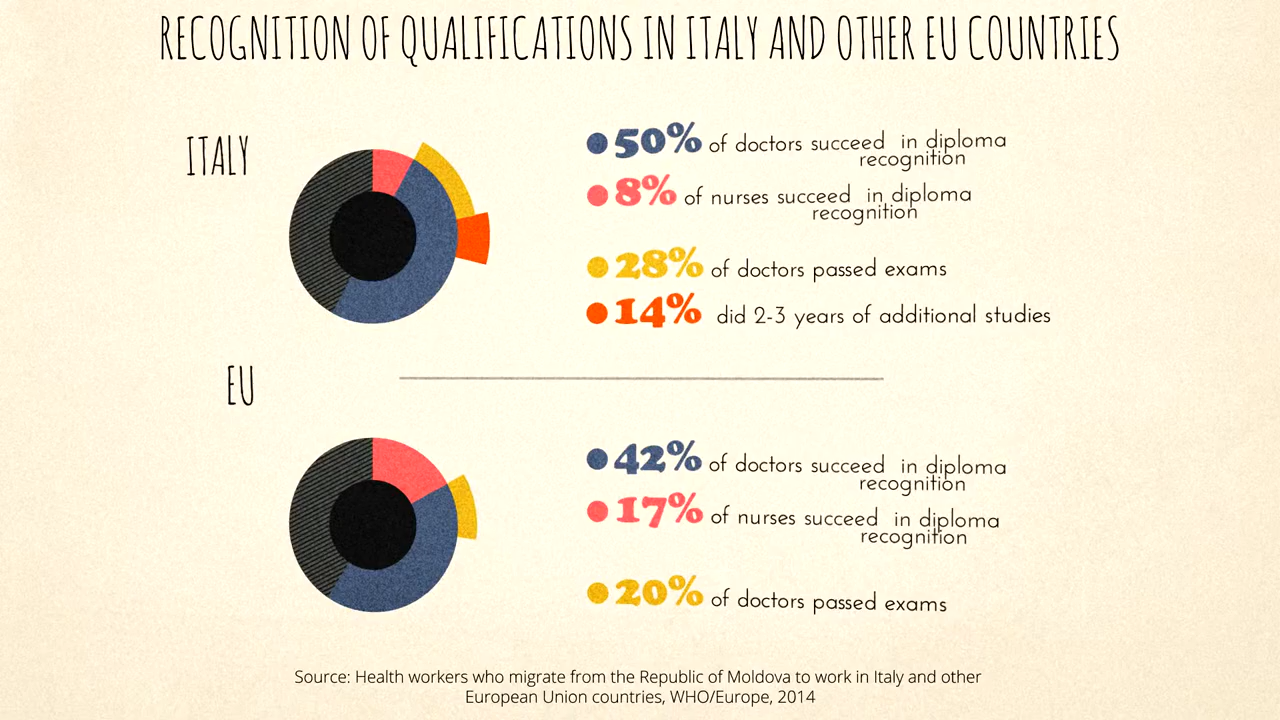 RECOGNITION OF QUALIFICATIONS IN ITALY AND OTHER EU COUNTRIES
ITALY
50% of doctors succeed in diploma
recognition
8% of nurses succeed in diploma
recognition
28% of doctors passed exams
14% did 2-3 years of additional studies
EU
42% of doctors succeed in diploma
recognition
17% of nurses succeed in diploma
recognition
20% of doctors passed exams
Source: Health workers who migrate from the Republic of Moldova to work in Italy and other
European Union countries, WHO/Europe, 2014